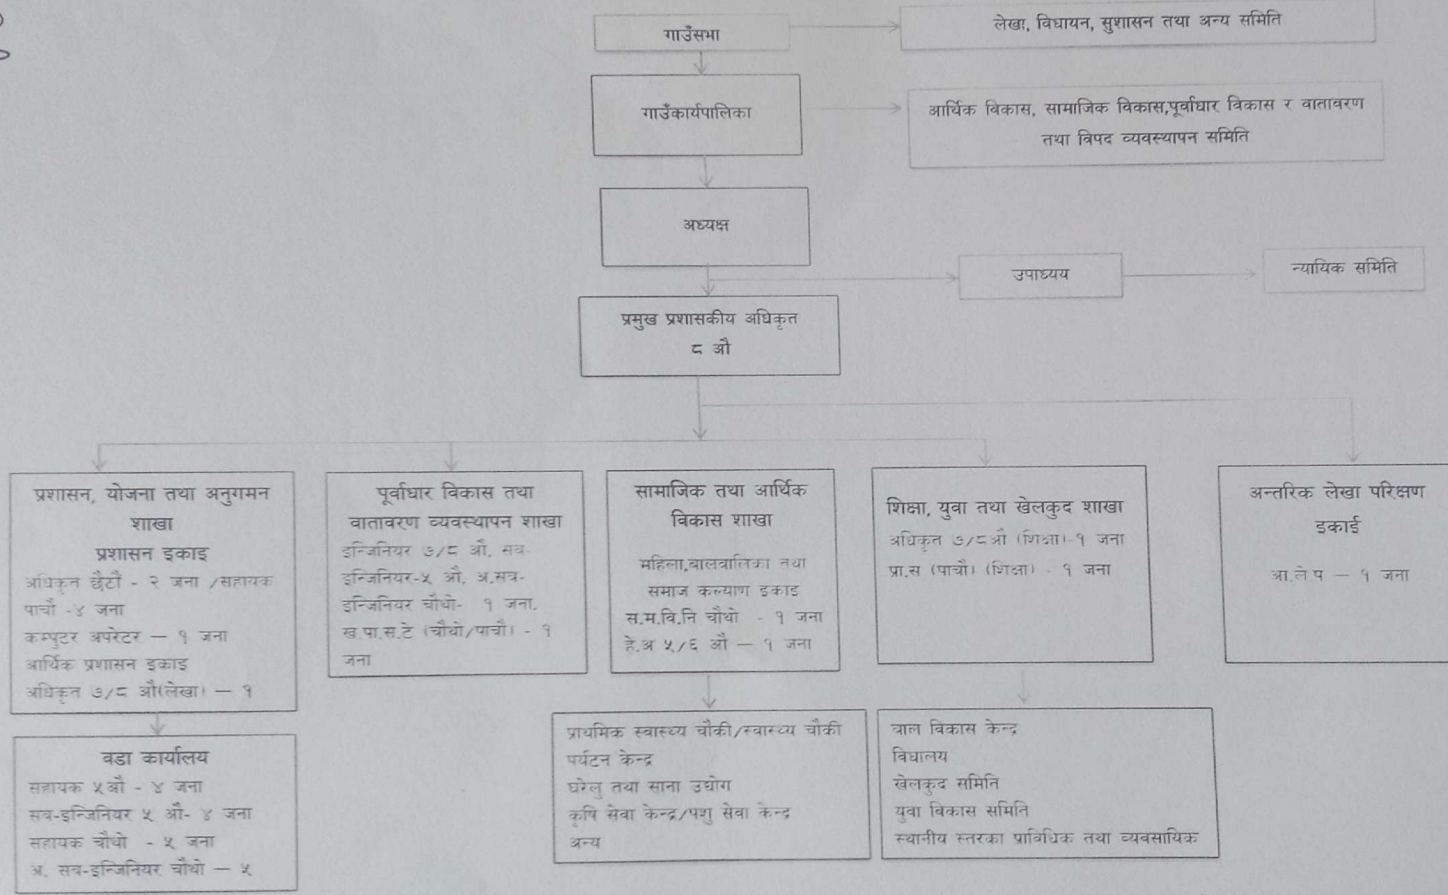 गाउँसभा
लेखा, विधायन, सुशासन तथा अन्य समिति
गाउँकार्यपालिका
आर्थिक विकास, सामाजिक विकास,पूर्वाधार विकास र वातावरण
तथा विपद व्यवस्थापन समिति
अध्यक्ष
उपाध्यय
न्यायिक समिति
प्रमुख प्रशासकीय अधिकृत
८ औ
प्रशासन, योजना तथा अनुगमन
शाखा
प्रशासन इकाइ
अधिकृत छैटौ - २ जना /सहायक
पाचौ -४ जना
कम्पुटर अपरेटर — १ जना
आर्थिक प्रशासन इकाइ
अधिकृत ७/८ औ(लेखा) — १
वडा कार्यालय
सहायक ५औ - ४ जना
सब-इन्जिनियर ५ औ- ४ जना
सहायक चौथो - ५ जना
अ. सब-इन्जिनियर चौथो — ५
पूर्वाधार विकास तथा
वातावरण व्यवस्थापन शाखा
इन्जिनियर ७/८ औ, सब-
इन्जिनियर-५ औ, अ.सब-
इन्जिनियर चौथो- १ जना,
ख.पा.स.टे (चौथो/पाचौ) - १
जना
सामाजिक तथा आर्थिक
विकास शाखा
महिला,बालबालिका तथा
समाज कल्याण इकाइ
स.म.वि.नि चौथो - १ जना
हे.अ ५/६ औ — १ जना
प्राथमिक स्वास्थ्य चौकी/स्वास्थ्य चौकी
पर्यटन केन्द्र
घरेलु तथा साना उद्योग
कृषि सेवा केन्द्र/पशु सेवा केन्द्र
अन्य
शिक्षा, युवा तथा खेलकुद शाखा
अधिकृत ७/८औ (शिक्षा)-१ जना
प्रा.स (पाचौ) (शिक्षा) - १ जना
बाल विकास केन्द्र
विद्यालय
खेलकुद समिति
युवा विकास समिति
स्थानीय स्तरका प्राविधिक तथा व्यवसायिक
अन्तरिक लेखा परिक्षण
इकाई
आ.ले.प — १ जना